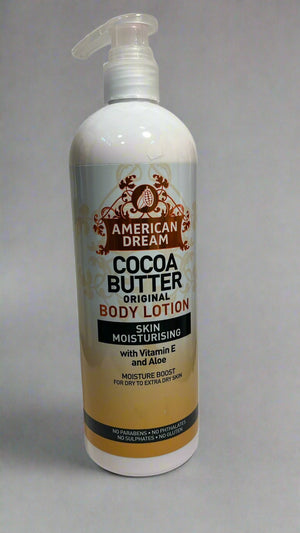 AMERICAN
DREAM
COCOA
BUTTER
ORIGINAL
BODY LOTION
SKIN
MOISTURISING
with Vitamin E
and Aloe
MOISTURE BOOST
FOR DRY TO EXTRA DRY SKIN
NO PARABENS • NO PHTHALATES
NO SULPHATES • NO GLUTEN